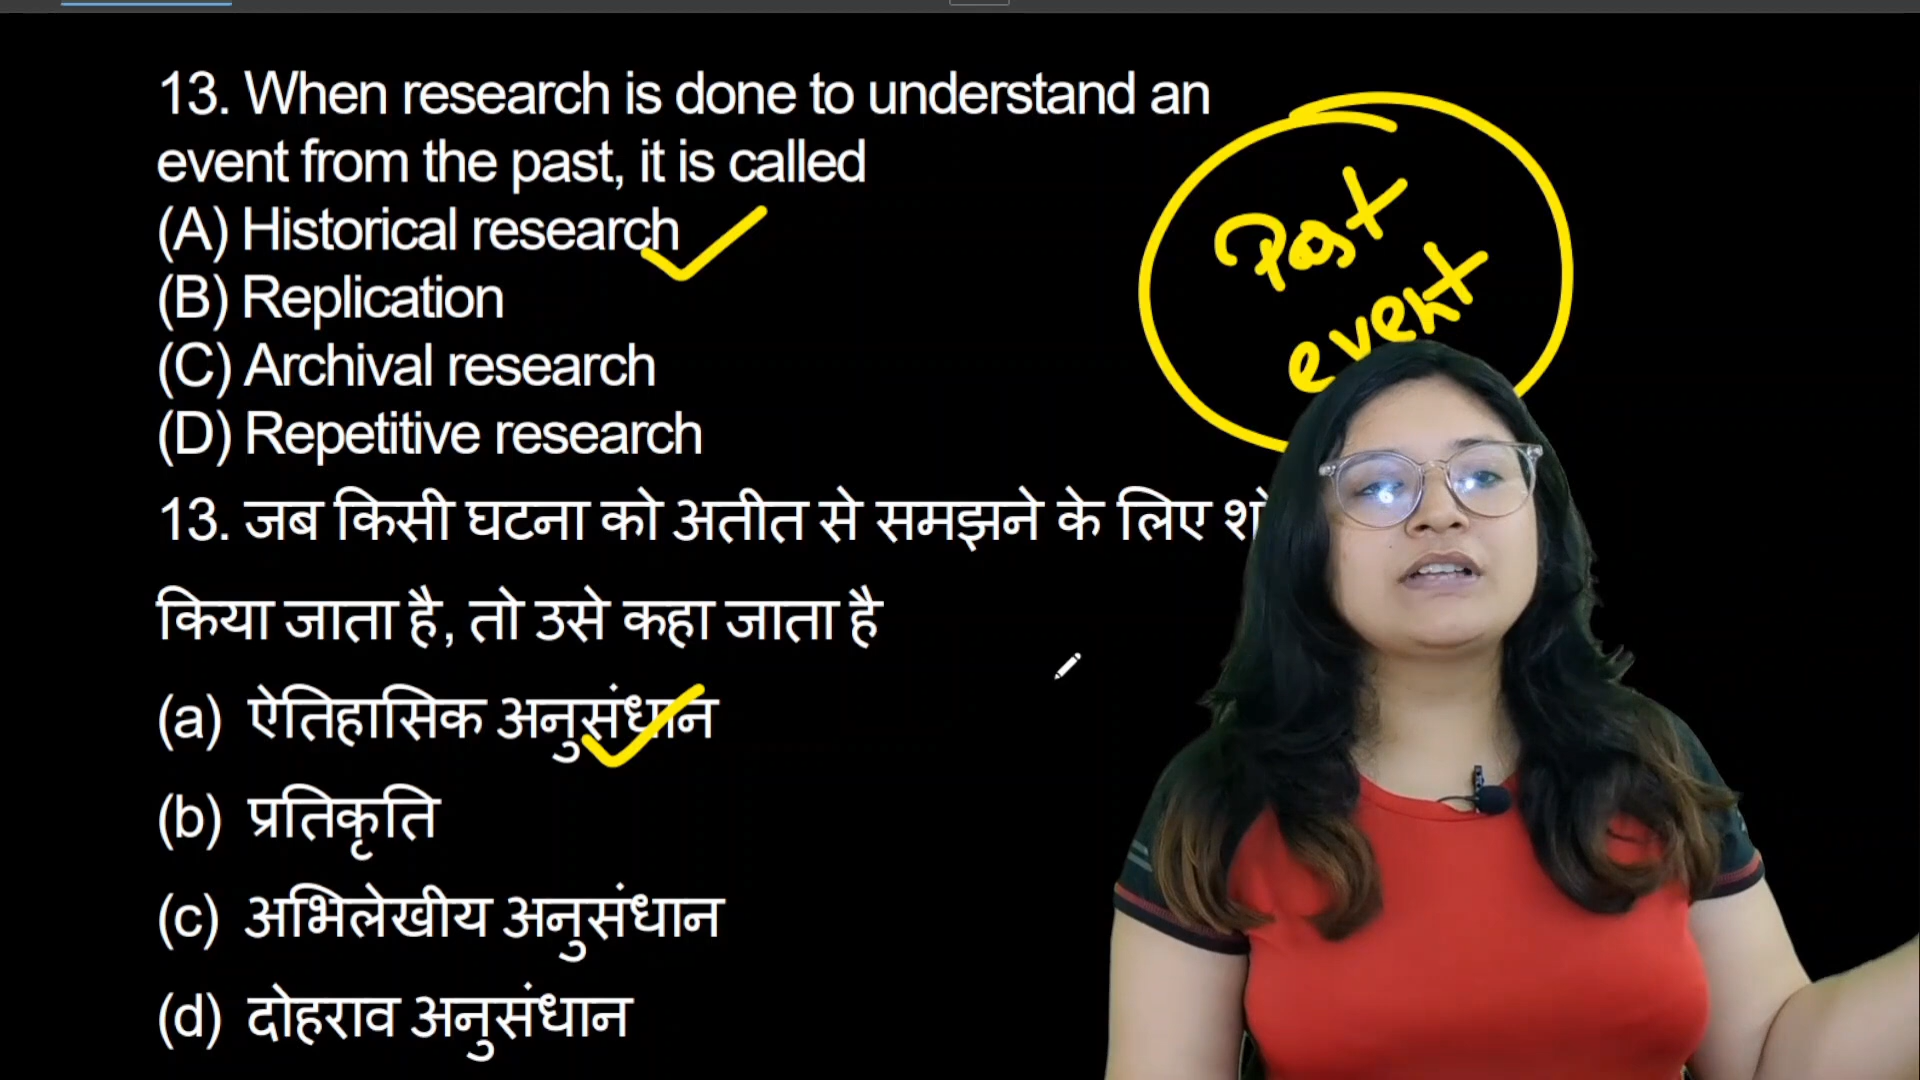 13. When research is done to understand an
event from the past, it is called
(A) Historical research
(B) Replication
(C) Archival research
(D) Repetitive research
Past
event
13. जब किसी घटना को अतीत से समझने के लिए
किया जाता है, तो उसे कहा जाता है
(a) ऐतिहासिक अनुसंधान
(b) प्रतिकृति
(c) अभिलेखीय अनुसंधान
(d) दोहराव अनुसंधान